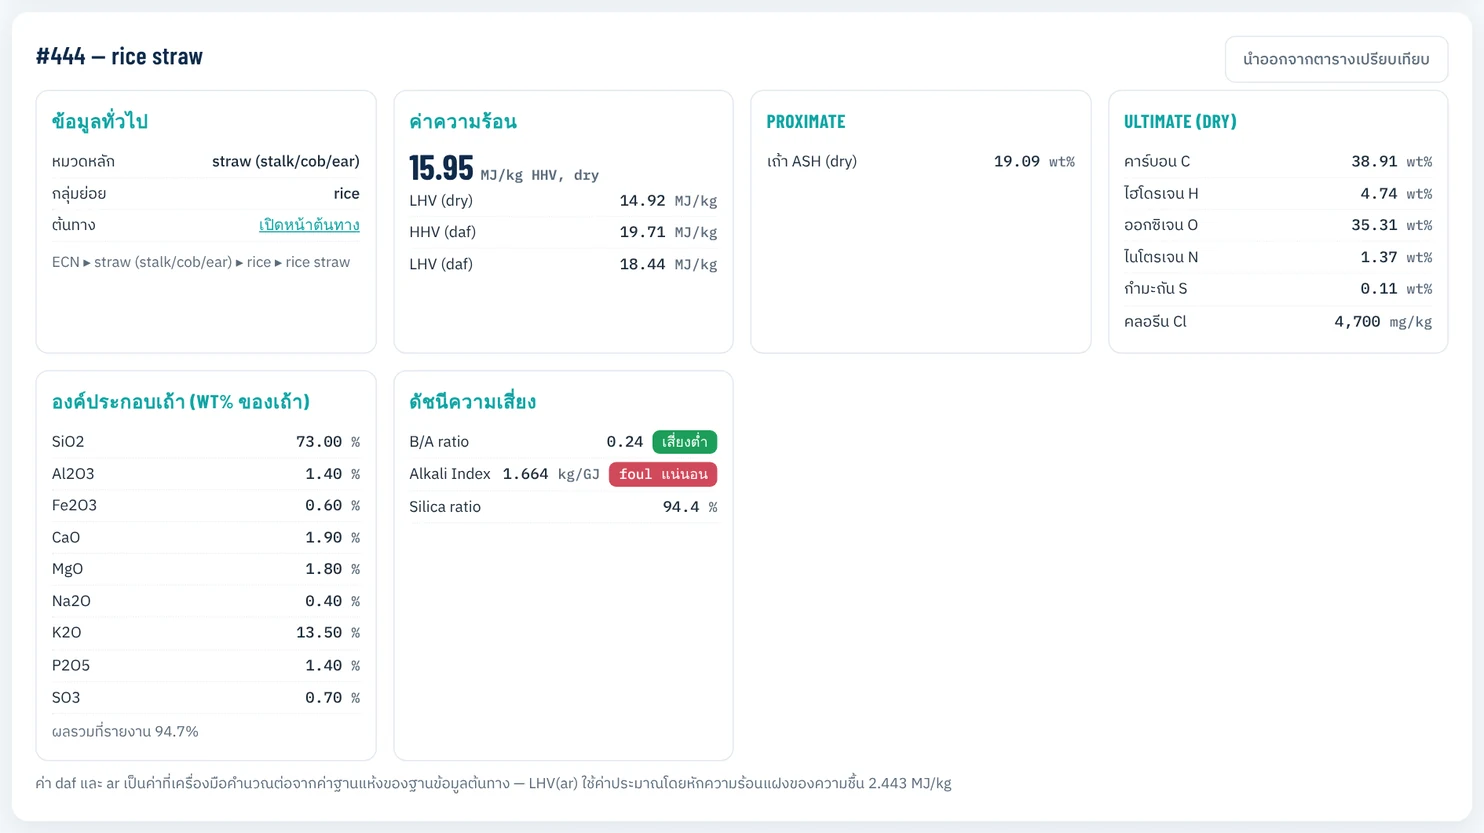 #444 — rice straw
นำออกจากตารางเปรียบเทียบ
ข้อมูลทั่วไป
หมวดหลัก straw (stalk/cob/ear)
กลุ่มย่อย rice
ต้นทาง เปิดหน้าต้นทาง
ECN ▸ straw (stalk/cob/ear) ▸ rice ▸ rice straw
ค่าความร้อน
15.95 MJ/kg HHV, dry
LHV (dry) 14.92 MJ/kg
HHV (daf) 19.71 MJ/kg
LHV (daf) 18.44 MJ/kg
PROXIMATE
เถ้า ASH (dry) 19.09 wt%
ULTIMATE (DRY)
คาร์บอน C 38.91 wt%
ไฮโดรเจน H 4.74 wt%
ออกซิเจน O 35.31 wt%
ไนโตรเจน N 1.37 wt%
กำมะถัน S 0.11 wt%
คลอรีน Cl 4,700 mg/kg
องค์ประกอบเถ้า (WT% ของเถ้า)
SiO2 73.00 %
Al2O3 1.40 %
Fe2O3 0.60 %
CaO 1.90 %
MgO 1.80 %
Na2O 0.40 %
K2O 13.50 %
P2O5 1.40 %
SO3 0.70 %
ผลรวมที่รายงาน 94.7%
ดัชนีความเสี่ยง
B/A ratio 0.24 เสี่ยงต่ำ
Alkali Index 1.664 kg/GJ foul แน่นอน
Silica ratio 94.4 %
ค่า daf และ ar เป็นค่าที่เครื่องมือคำนวณต่อจากค่าฐานแห้งของฐานข้อมูลต้นทาง — LHV(ar) ใช้ค่าประมาณโดยหักความร้อนแฝงของความชื้น 2.443 MJ/kg